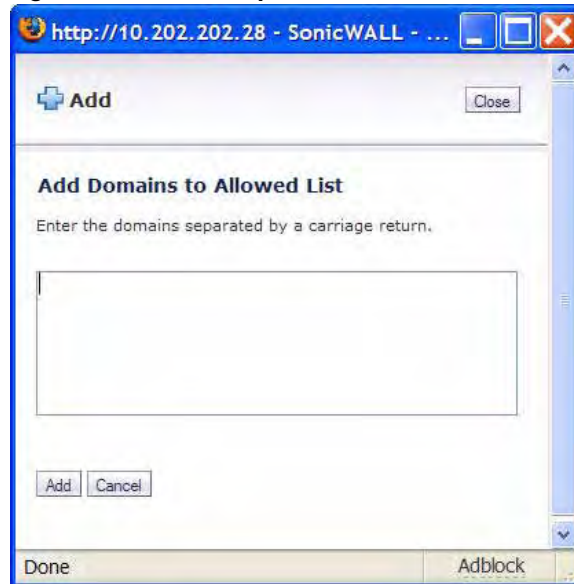 http://10.202.202.28 - SonicWALL - ...
Add
Close
Add Domains to Allowed List
Enter the domains separated by a carriage return.
Add Cancel
Done Adblock